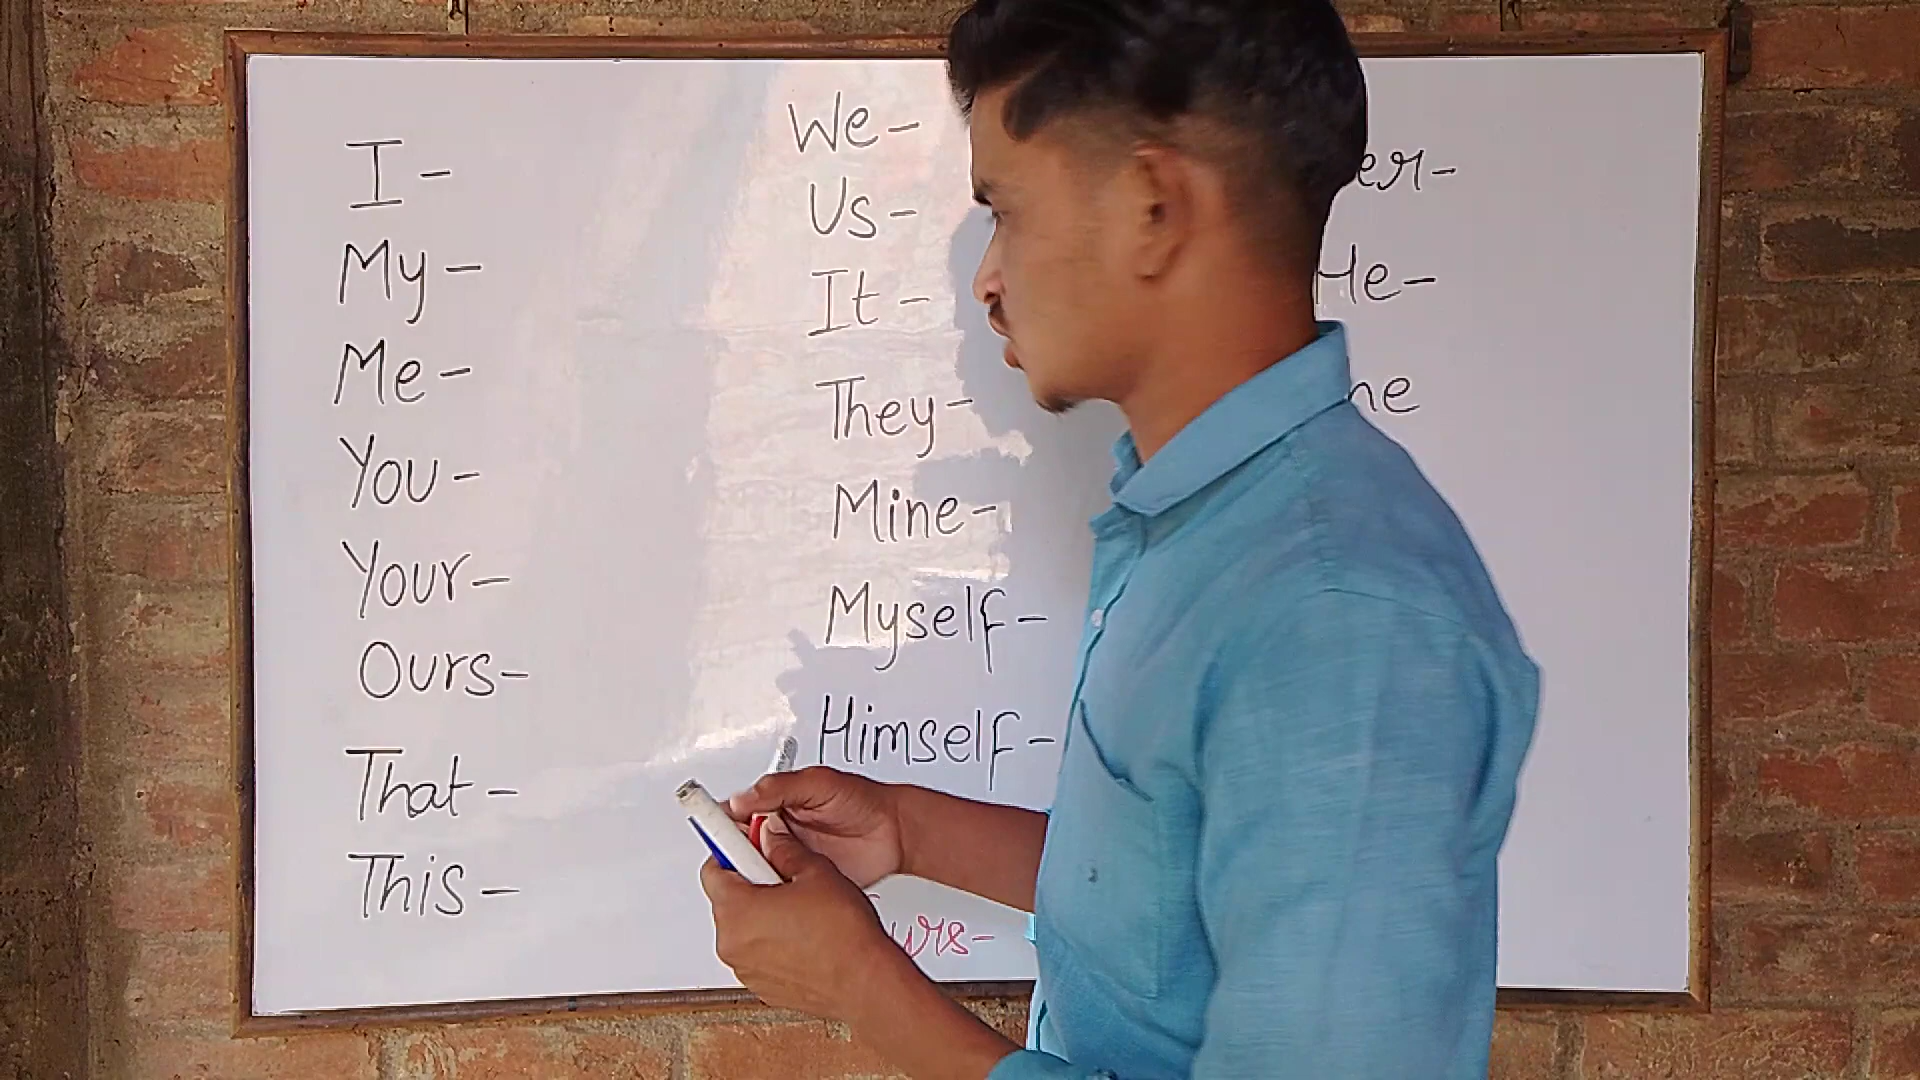 I -
My -
Me -
You -
Your -
Ours -
That -
This -
We -
Us -
It -
They -
Mine -
Myself -
Himself -
He -